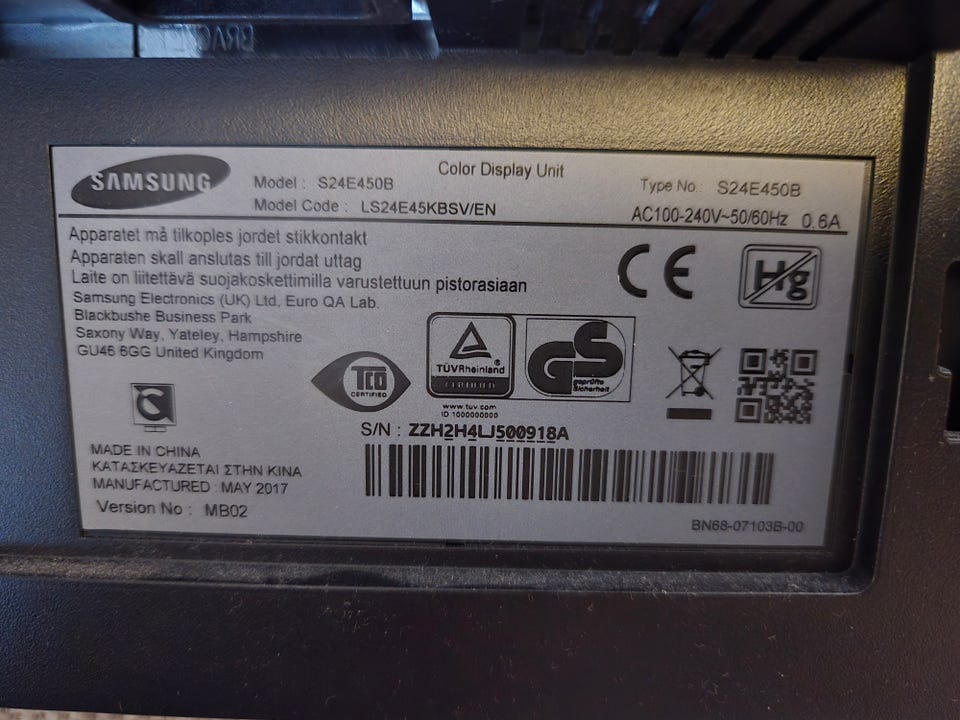 SAMSUNG
Color Display Unit
Model : S24E450B
Type No.: S24E450B
Model Code : LS24E45KBSV/EN
AC100-240V~50/60Hz 0.6A
Apparatet må tilkoples jordet stikkontakt
Apparaten skall anslutas till jordat uttag
Laite on liitettävä suojakoskettimilla varustettuun pistorasiaan
Samsung Electronics (UK) Ltd, Euro QA Lab.
Blackbushe Business Park
Saxony Way, Yateley, Hampshire
GU46 6GG United Kingdom
CE
Hg
TCO
CERTIFIED
TÜVRheinland
CERTIFIED
www.tuv.com
ID 1000000000
GS
geprüfte
Sicherheit
S/N : ZZH2H4LJ500918A
MADE IN CHINA
ΚΑΤΑΣΚΕΥΑΖΕΤΑΙ ΣΤΗΝ ΚΙΝΑ
MANUFACTURED : MAY 2017
Version No : MB02
BN68-07103B-00